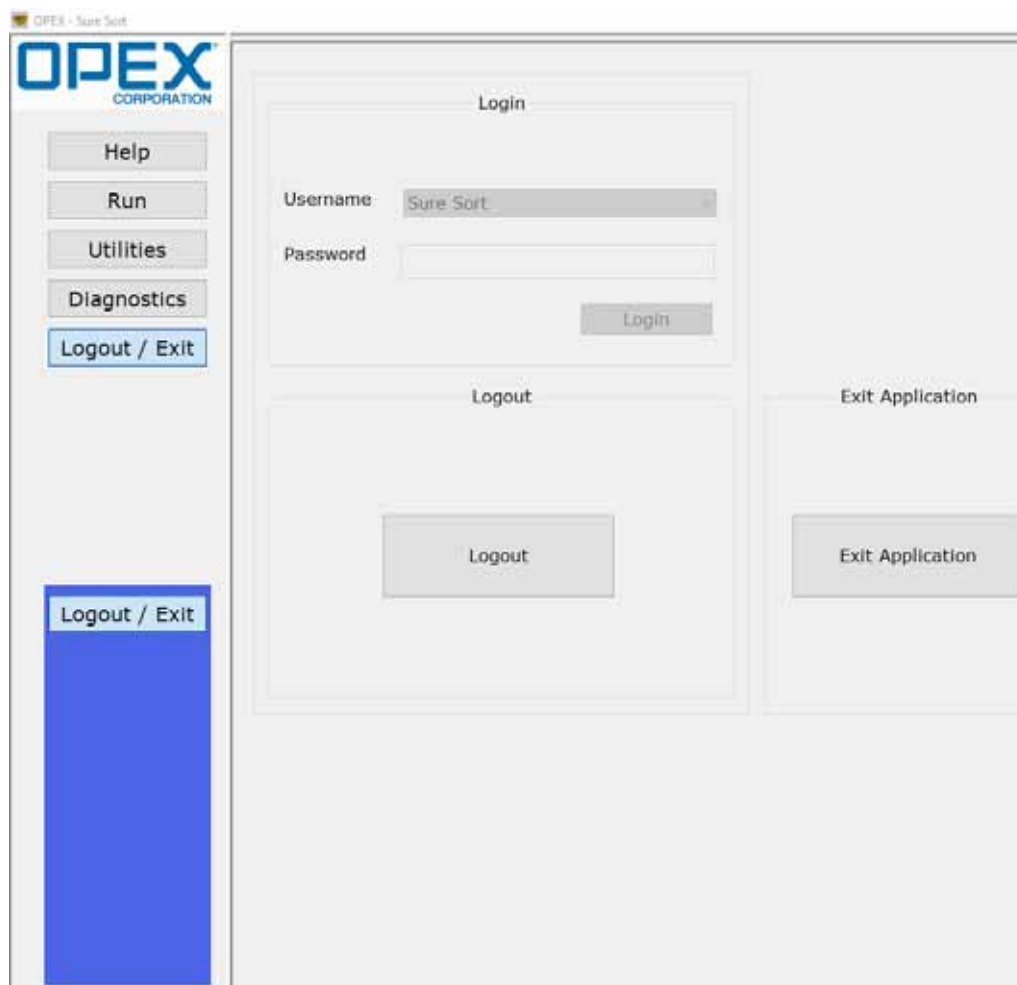 OPEX - Sure Sort
OPEX
CORPORATION
Help
Run
Utilities
Diagnostics
Logout / Exit
Logout / Exit
Login
Username
Sure Sort
Password
Login
Logout
Logout
Exit Application
Exit Application